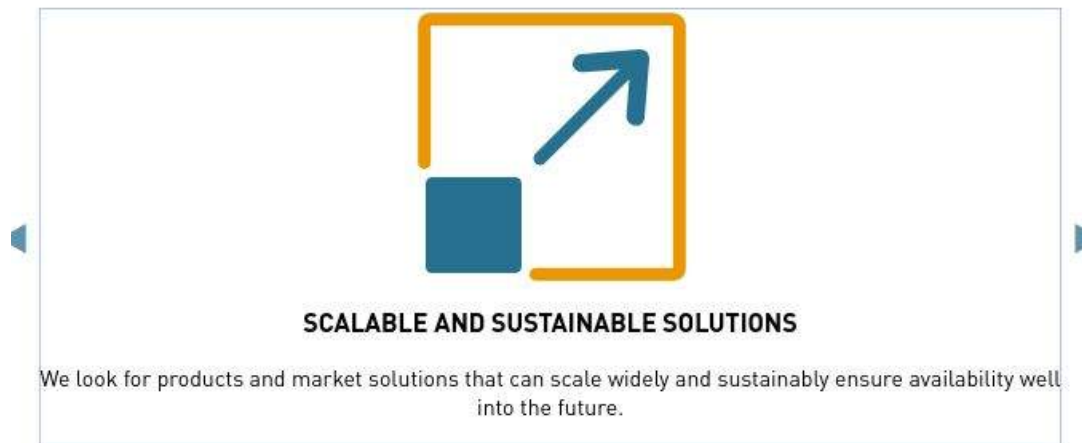 SCALABLE AND SUSTAINABLE SOLUTIONS
We look for products and market solutions that can scale widely and sustainably ensure availability well
into the future.